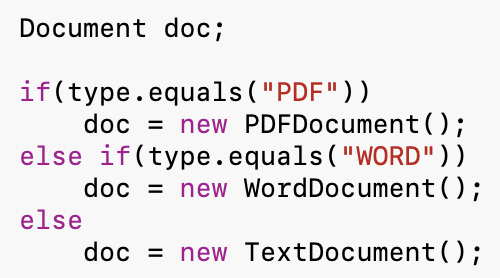 Document doc;
if(type.equals("PDF"))
    doc = new PDFDocument();
else if(type.equals("WORD"))
    doc = new WordDocument();
else
    doc = new TextDocument();